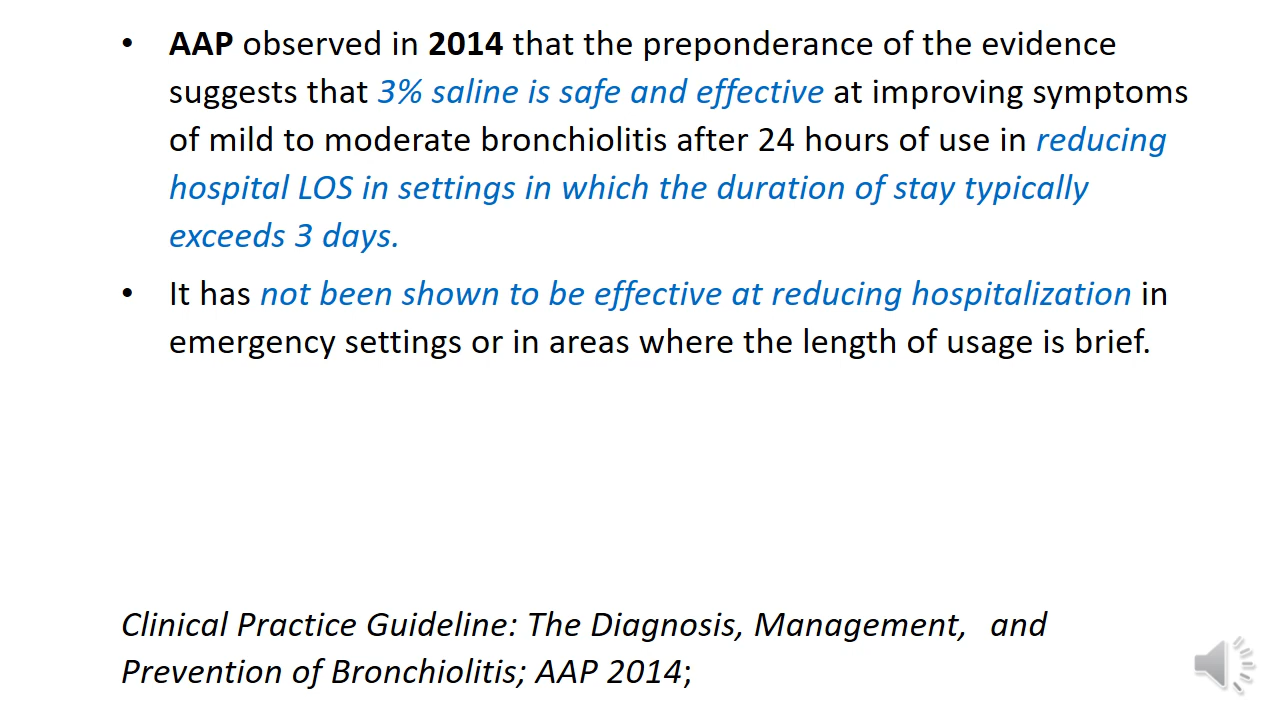 • AAP observed in 2014 that the preponderance of the evidence
suggests that 3% saline is safe and effective at improving symptoms
of mild to moderate bronchiolitis after 24 hours of use in reducing
hospital LOS in settings in which the duration of stay typically
exceeds 3 days.
• It has not been shown to be effective at reducing hospitalization in
emergency settings or in areas where the length of usage is brief.
Clinical Practice Guideline: The Diagnosis, Management, and
Prevention of Bronchiolitis; AAP 2014;